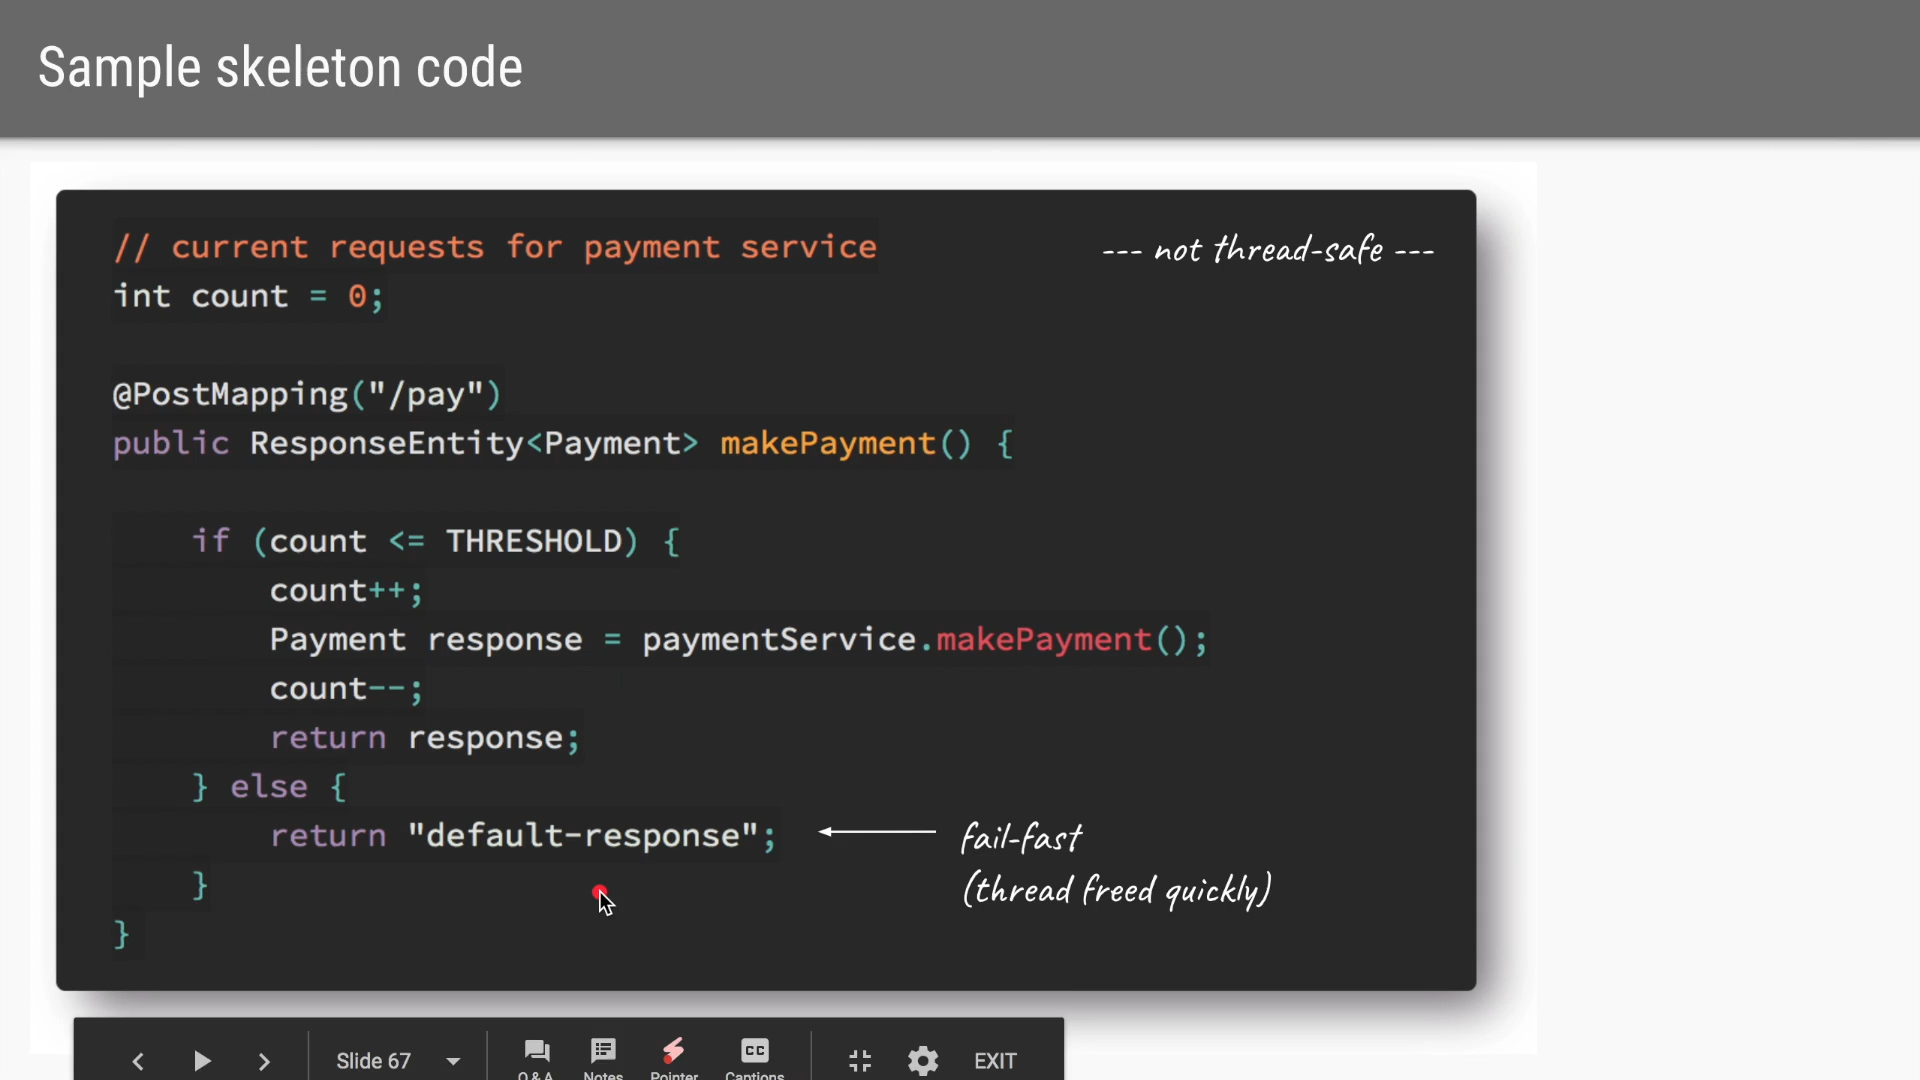 Sample skeleton code
// current requests for payment service
--- not thread-safe ---
int count = 0;
@PostMapping("/pay")
public ResponseEntity<Payment> makePayment() {
if (count <= THRESHOLD) {
count++;
Payment response = paymentService.makePayment();
count--;
return response;
} else {
return "default-response";
fail-fast
(thread freed quickly)
}
}
Slide 67
Q & A
Notes
Pointer
CC
Captions
EXIT